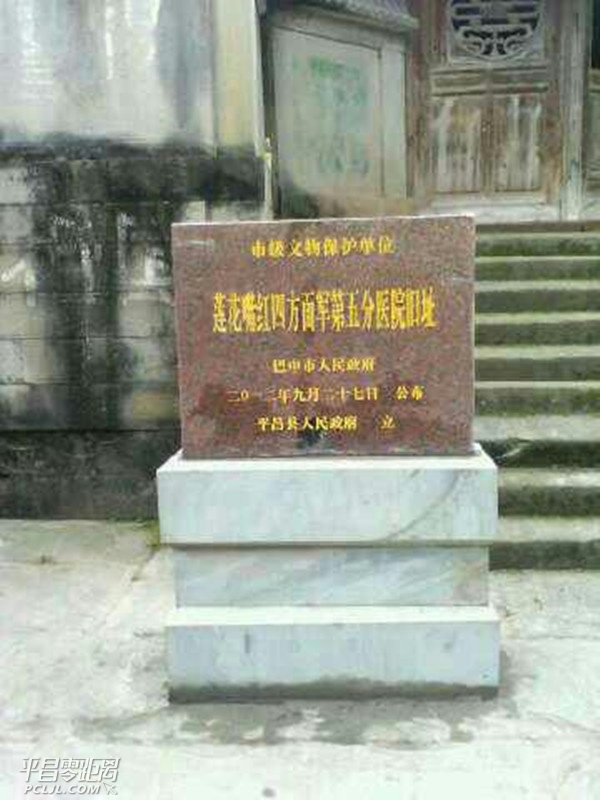 市级文物保护单位
莲花嘴红四方面军第五分医院旧址
巴中市人民政府
二〇一二年九月二十七日 公布
平昌县人民政府 立
平昌零距离
PCLJL.COM